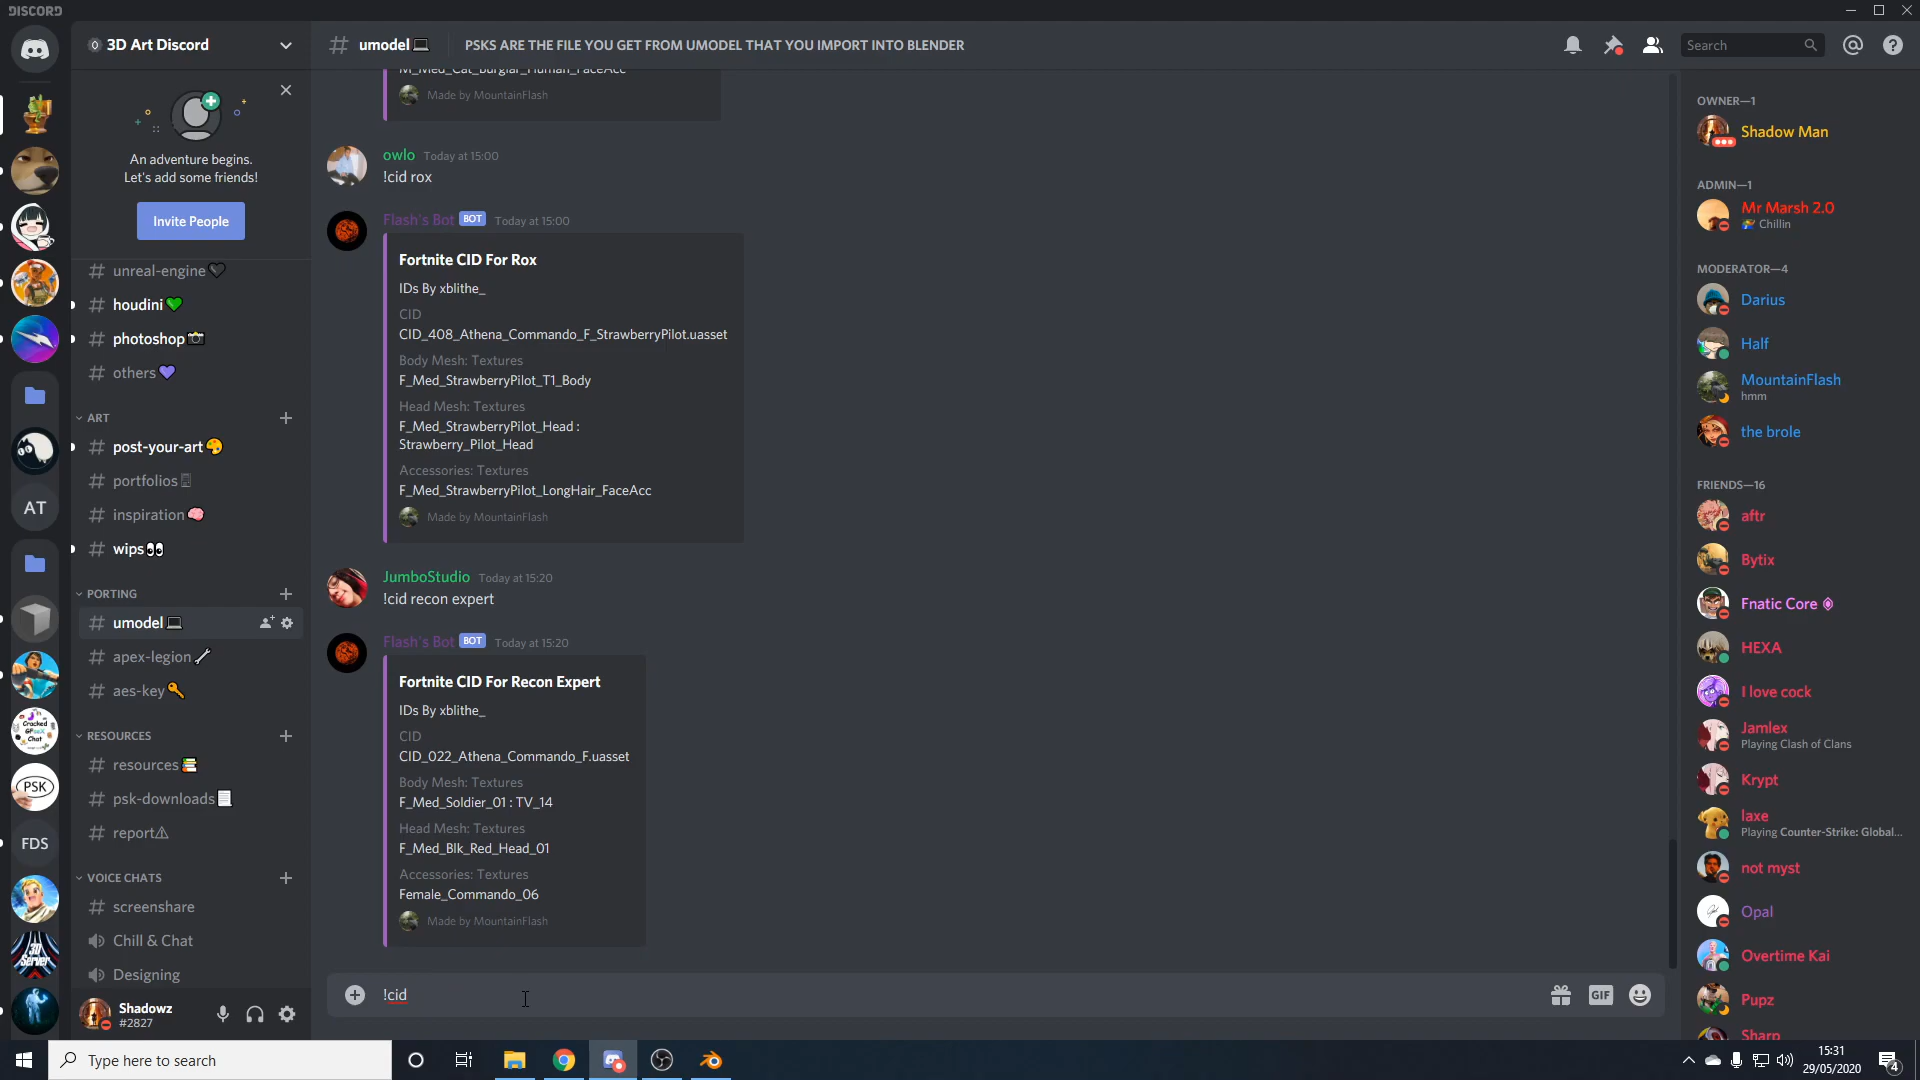 DISCORD
3D Art Discord
umodel💻
PSKS ARE THE FILE YOU GET FROM UMODEL THAT YOU IMPORT INTO BLENDER
Search
An adventure begins.
Let's add some friends!
Invite People
unreal-engine🖤
houdini💚
photoshop📷
others💜
ART
post-your-art🎨
portfolios
inspiration🧠
wips👀
PORTING
umodel💻
apex-legion
aes-key🔑
RESOURCES
resources📚
psk-downloads📃
report⚠
VOICE CHATS
screenshare
Chill & Chat
Designing
Shadowz
#2827
AT
Cracked
Chat
PSK
FDS
3D
Server
M_Med_Cat_Burglar_Human_FaceAcc
Made by MountainFlash
owlo Today at 15:00
!cid rox
Flash's Bot BOT Today at 15:00
Fortnite CID For Rox
IDs By xblithe_
CID
CID_408_Athena_Commando_F_StrawberryPilot.uasset
Body Mesh: Textures
F_Med_StrawberryPilot_T1_Body
Head Mesh: Textures
F_Med_StrawberryPilot_Head :
Strawberry_Pilot_Head
Accessories: Textures
F_Med_StrawberryPilot_LongHair_FaceAcc
Made by MountainFlash
JumboStudio Today at 15:20
!cid recon expert
Flash's Bot BOT Today at 15:20
Fortnite CID For Recon Expert
IDs By xblithe_
CID
CID_022_Athena_Commando_F.uasset
Body Mesh: Textures
F_Med_Soldier_01 : TV_14
Head Mesh: Textures
F_Med_Blk_Red_Head_01
Accessories: Textures
Female_Commando_06
Made by MountainFlash
!cid
GIF
OWNER—1
Shadow Man
ADMIN—1
Mr Marsh 2.0
Chillin
MODERATOR—4
Darius
Half
MountainFlash
hmm
the brole
FRIENDS—16
aftr
Bytix
Fnatic Core
HEXA
I love cock
Jamlex
Playing Clash of Clans
Krypt
laxe
Playing Counter-Strike: Global...
not myst
Opal
Overtime Kai
Pupz
Sharp
Type here to search
15:31
29/05/2020
4